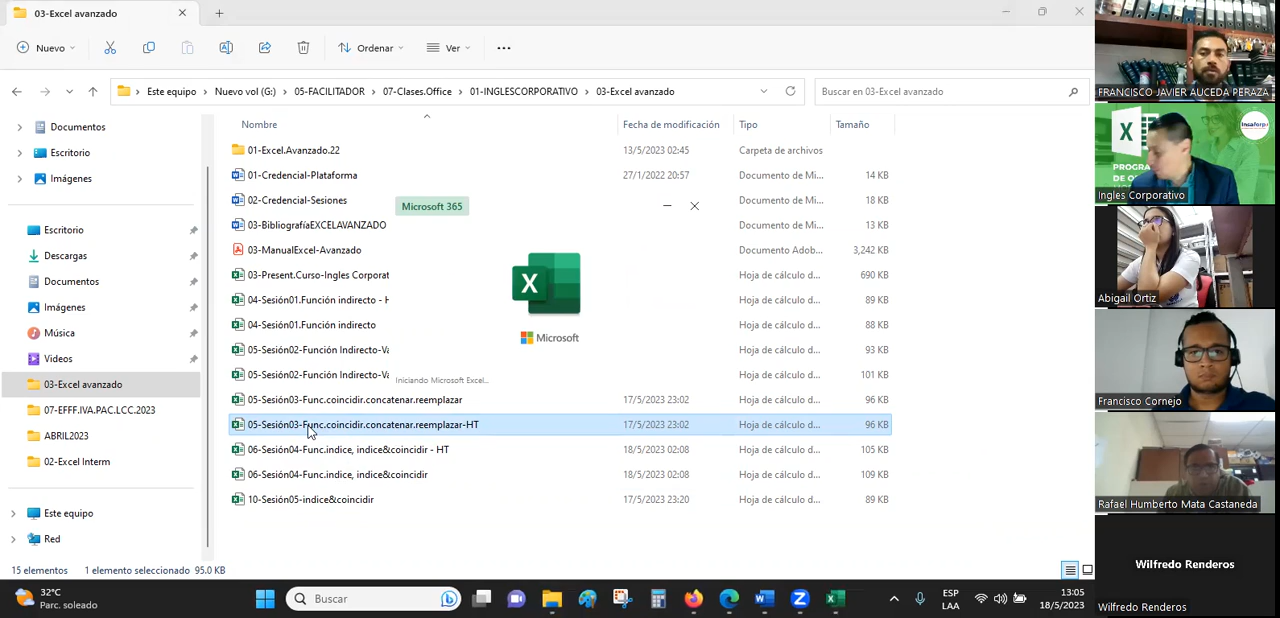 03-Excel avanzado
Nuevo
Ordenar
Ver
Este equipo > Nuevo vol (G:) > 05-FACILITADOR > 07-Clases.Office > 01-INGLESCORPORATIVO > 03-Excel avanzado
Buscar en 03-Excel avanzado
Nombre
Fecha de modificación
Tipo
Tamaño
Documentos
Escritorio
Imágenes
Escritorio
Descargas
Documentos
Imágenes
Música
Videos
03-Excel avanzado
07-EFFF.IVA.PAC.LCC.2023
ABRIL2023
02-Excel Interm
Este equipo
Red
01-Excel.Avanzado.22 13/5/2023 02:45 Carpeta de archivos
01-Credencial-Plataforma 27/1/2022 20:57 Documento de Mi... 14 KB
02-Credencial-Sesiones Documento de Mi... 18 KB
03-BibliografíaEXCELAVANZADO Documento de Mi... 13 KB
03-ManualExcel-Avanzado Documento Adob... 3,242 KB
03-Present.Curso-Ingles Corporat Hoja de cálculo d... 690 KB
04-Sesión01.Función indirecto - H Hoja de cálculo d... 89 KB
04-Sesión01.Función indirecto Hoja de cálculo d... 88 KB
05-Sesión02-Función Indirecto-Va Hoja de cálculo d... 93 KB
05-Sesión02-Función Indirecto-Va Hoja de cálculo d... 101 KB
05-Sesión03-Func.coincidir.concatenar.reemplazar 17/5/2023 23:02 Hoja de cálculo d... 96 KB
05-Sesión03-Func.coincidir.concatenar.reemplazar-HT 17/5/2023 23:02 Hoja de cálculo d... 96 KB
06-Sesión04-Func.indice, indice&coincidir - HT 18/5/2023 02:08 Hoja de cálculo d... 105 KB
06-Sesión04-Func.indice, indice&coincidir 18/5/2023 02:08 Hoja de cálculo d... 109 KB
10-Sesión05-indice&coincidir 17/5/2023 23:20 Hoja de cálculo d... 89 KB
Microsoft 365
X
Microsoft
Iniciando Microsoft Excel...
15 elementos 1 elemento seleccionado 95.0 KB
32°C
Parc. soleado
Buscar
ESP
LAA
13:05
18/5/2023
FRANCISCO JAVIER AUCEDA PERAZA
X
Insaforp
PROGRA
DE
Ingles Corporativo
Abigail Ortiz
Francisco Cornejo
Rafael Humberto Mata Castaneda
Wilfredo Renderos
Wilfredo Renderos